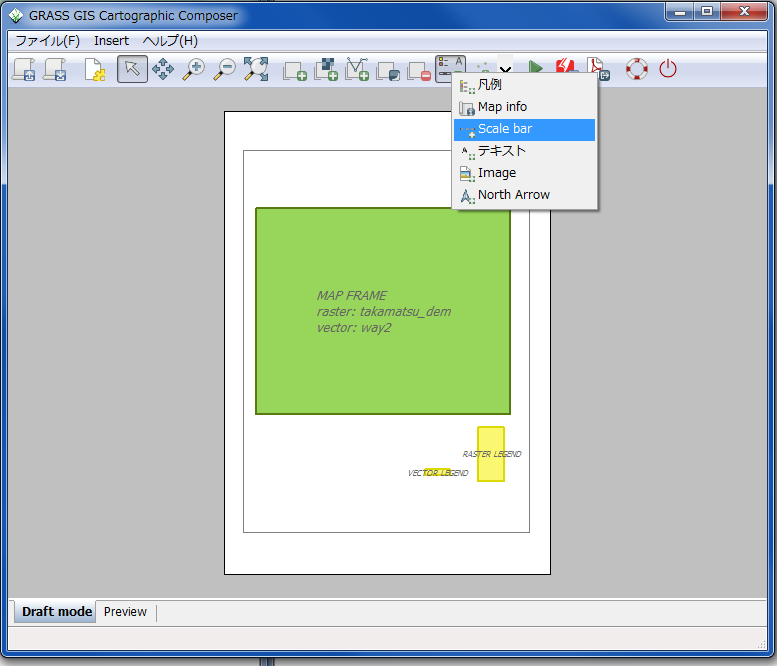 GRASS GIS Cartographic Composer
ファイル(F) Insert ヘルプ(H)
凡例
Map info
Scale bar
テキスト
Image
North Arrow
MAP FRAME
raster: takamatsu_dem
vector: way2
RASTER LEGEND
VECTOR LEGEND
Draft mode Preview